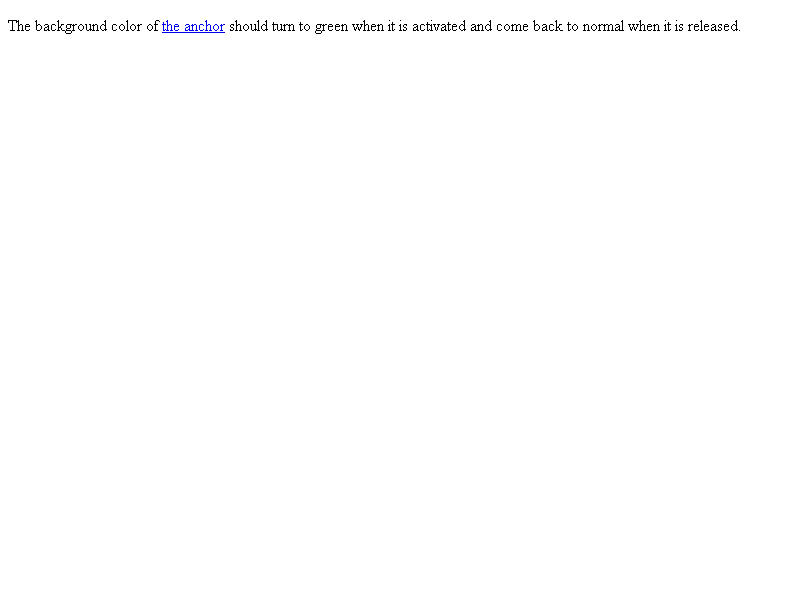 The background color of the anchor should turn to green when it is activated and come back to normal when it is released.